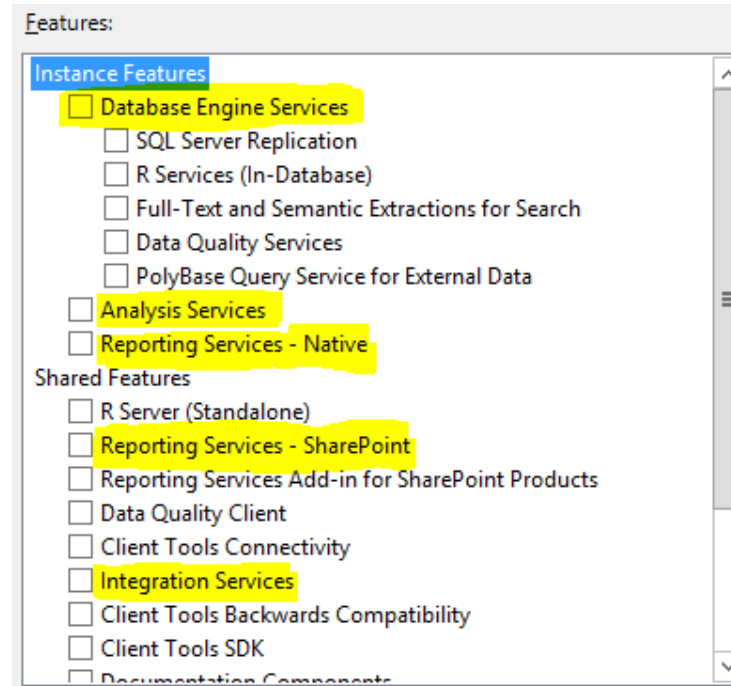 Features:
Instance Features
Database Engine Services
SQL Server Replication
R Services (In-Database)
Full-Text and Semantic Extractions for Search
Data Quality Services
PolyBase Query Service for External Data
Analysis Services
Reporting Services - Native
Shared Features
R Server (Standalone)
Reporting Services - SharePoint
Reporting Services Add-in for SharePoint Products
Data Quality Client
Client Tools Connectivity
Integration Services
Client Tools Backwards Compatibility
Client Tools SDK
Documentation Components